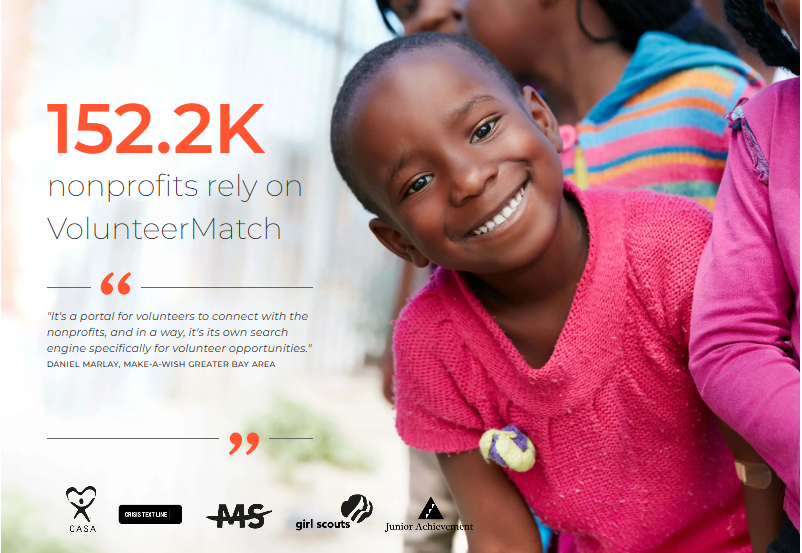 152.2K
nonprofits rely on
VolunteerMatch
“
"It's a portal for volunteers to connect with the
nonprofits, and in a way, it's its own search
engine specifically for volunteer opportunities."
DANIEL MARLAY, MAKE-A-WISH GREATER BAY AREA
”
CASA
CRISIS TEXT LINE
MS
girl scouts
Junior Achievement